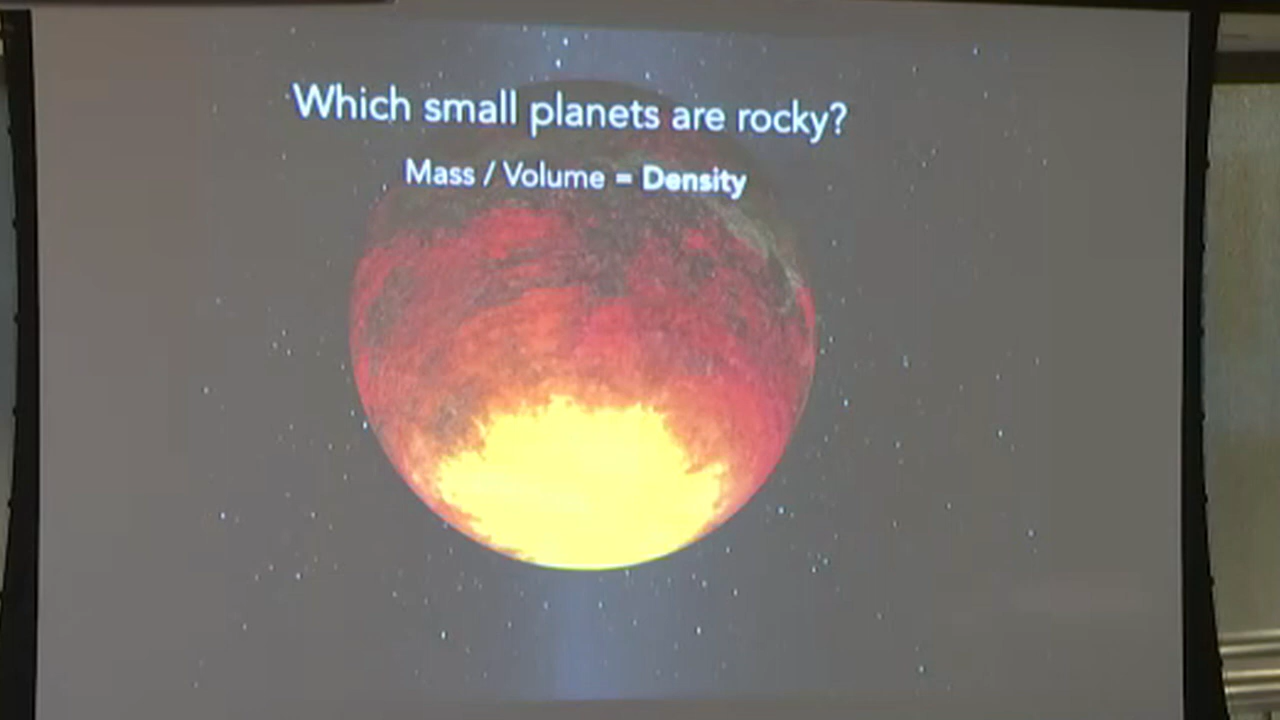 Which small planets are rocky?
Mass / Volume = Density